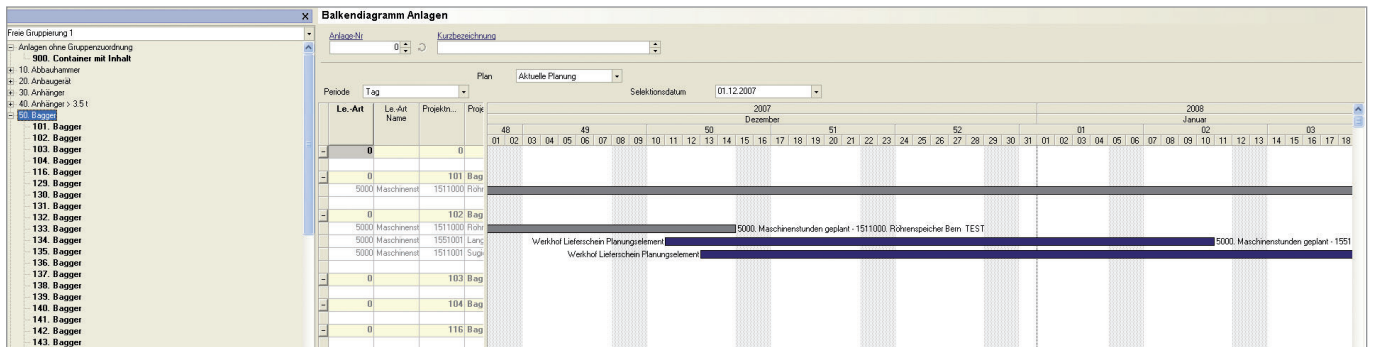 Balkendiagramm Anlagen
Freie Gruppierung 1
Anlagen ohne Gruppenzuordnung
900. Container mit Inhalt
10. Abbauhammer
20. Anbaugerät
30. Anhänger
40. Anhänger > 3.5 t
50. Bagger
101. Bagger
102. Bagger
103. Bagger
104. Bagger
116. Bagger
129. Bagger
130. Bagger
131. Bagger
132. Bagger
133. Bagger
134. Bagger
135. Bagger
136. Bagger
137. Bagger
138. Bagger
139. Bagger
140. Bagger
141. Bagger
142. Bagger
143. Bagger
Anlage-Nr Kurzbezeichnung
0
Plan Aktuelle Planung
Periode Tag Selektionsdatum 01.12.2007
Le.-Art Le.-Art Name Projektn... Proje
2007 2008
Dezember Januar
48 49 50 51 52 01 02 03
01 02 03 04 05 06 07 08 09 10 11 12 13 14 15 16 17 18 19 20 21 22 23 24 25 26 27 28 29 30 31 01 02 03 04 05 06 07 08 09 10 11 12 13 14 15 16 17 18
0 0
0 101 Bag
5000 Maschinenst 1511000 Rohr
0 102 Bag
5000 Maschinenst 1511000 Rohr 5000. Maschinenstunden geplant - 1511000. Röhrenspeicher Bern TEST
5000 Maschinenst 1551001 Lang Werkhof Lieferschein Planungselement 5000. Maschinenstunden geplant - 1551
5000 Maschinenst 1511001 Sugi Werkhof Lieferschein Planungselement
0 103 Bag
0 104 Bag
0 116 Bag